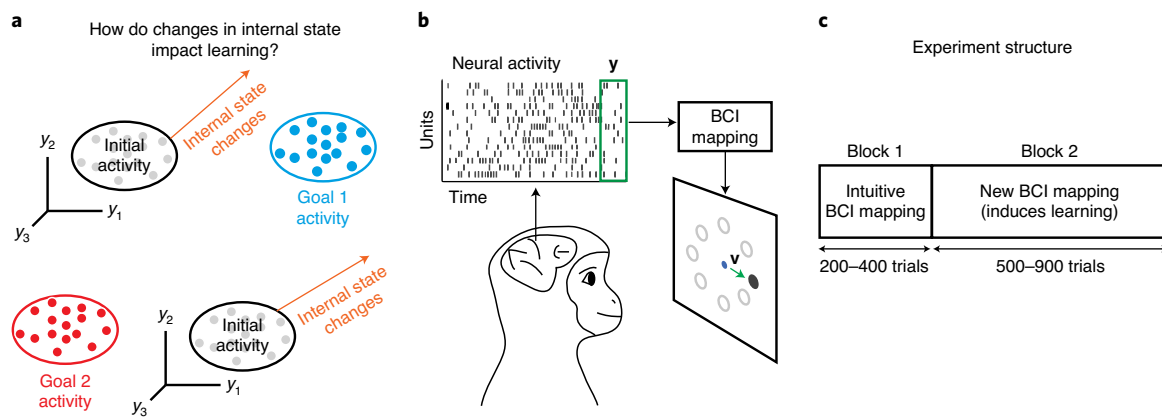 a
How do changes in internal state
impact learning?
Internal state
changes
Initial
activity
y2
y1
y3
Goal 1
activity
Internal state
changes
Initial
activity
y2
y1
y3
Goal 2
activity
b
Neural activity
y
Units
Time
BCI
mapping
v
c
Experiment structure
Block 1
Block 2
Intuitive
BCI mapping
New BCI mapping
(induces learning)
200–400 trials
500–900 trials